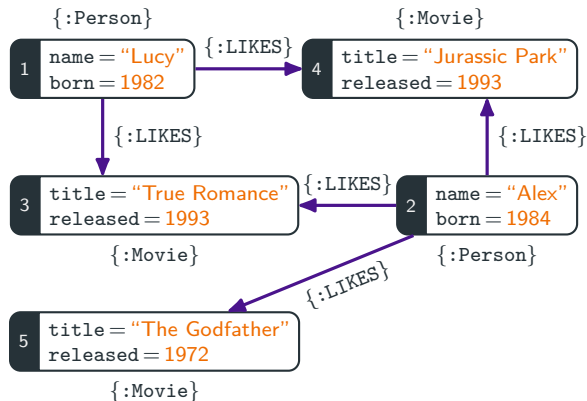 {:Person}
{:Movie}
1
name = “Lucy”
born = 1982
{:LIKES}
4
title = “Jurassic Park”
released = 1993
{:LIKES}
{:LIKES}
3
title = “True Romance”
released = 1993
{:LIKES}
2
name = “Alex”
born = 1984
{:Movie}
{:Person}
{:LIKES}
5
title = “The Godfather”
released = 1972
{:Movie}